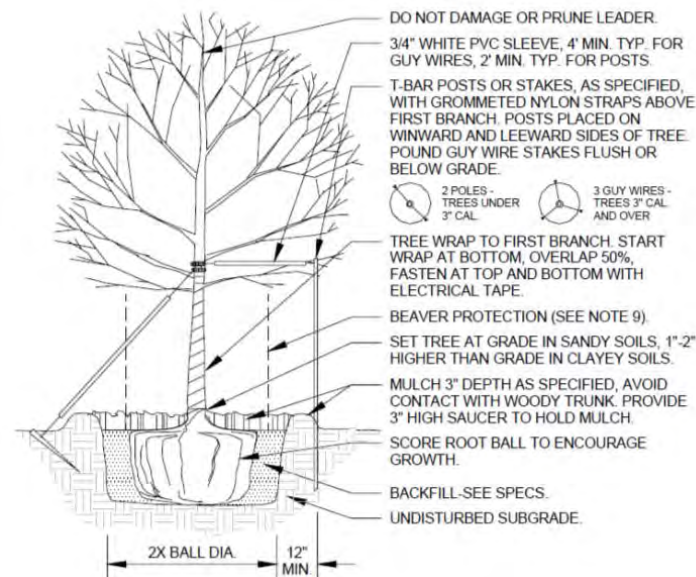 DO NOT DAMAGE OR PRUNE LEADER.
3/4" WHITE PVC SLEEVE, 4' MIN. TYP. FOR
GUY WIRES, 2' MIN. TYP. FOR POSTS.
T-BAR POSTS OR STAKES, AS SPECIFIED,
WITH GROMMETED NYLON STRAPS ABOVE
FIRST BRANCH. POSTS PLACED ON
WINWARD AND LEEWARD SIDES OF TREE.
POUND GUY WIRE STAKES FLUSH OR
BELOW GRADE.
2 POLES -
TREES UNDER
3" CAL.
3 GUY WIRES -
TREES 3" CAL
AND OVER
TREE WRAP TO FIRST BRANCH. START
WRAP AT BOTTOM, OVERLAP 50%,
FASTEN AT TOP AND BOTTOM WITH
ELECTRICAL TAPE.
BEAVER PROTECTION (SEE NOTE 9).
SET TREE AT GRADE IN SANDY SOILS, 1"-2"
HIGHER THAN GRADE IN CLAYEY SOILS.
MULCH 3" DEPTH AS SPECIFIED, AVOID
CONTACT WITH WOODY TRUNK. PROVIDE
3" HIGH SAUCER TO HOLD MULCH.
SCORE ROOT BALL TO ENCOURAGE
GROWTH.
BACKFILL-SEE SPECS.
UNDISTURBED SUBGRADE.
2X BALL DIA.
12"
MIN.